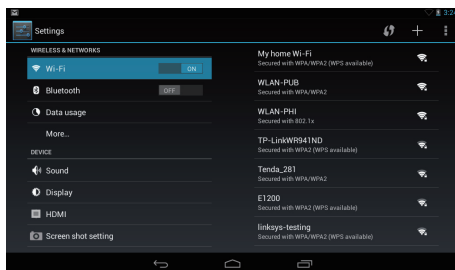 3:24
Settings
WIRELESS & NETWORKS
Wi-Fi
ON
Bluetooth
OFF
Data usage
More...
DEVICE
Sound
Display
HDMI
Screen shot setting
My home Wi-Fi
Secured with WPA/WPA2 (WPS available)
WLAN-PUB
Secured with WPA/WPA2
WLAN-PHI
Secured with 802.1x
TP-LinkWR941ND
Secured with WPA2 (WPS available)
Tenda_281
Secured with WPA/WPA2
E1200
Secured with WPA2 (WPS available)
linksys-testing
Secured with WPA/WPA2 (WPS available)